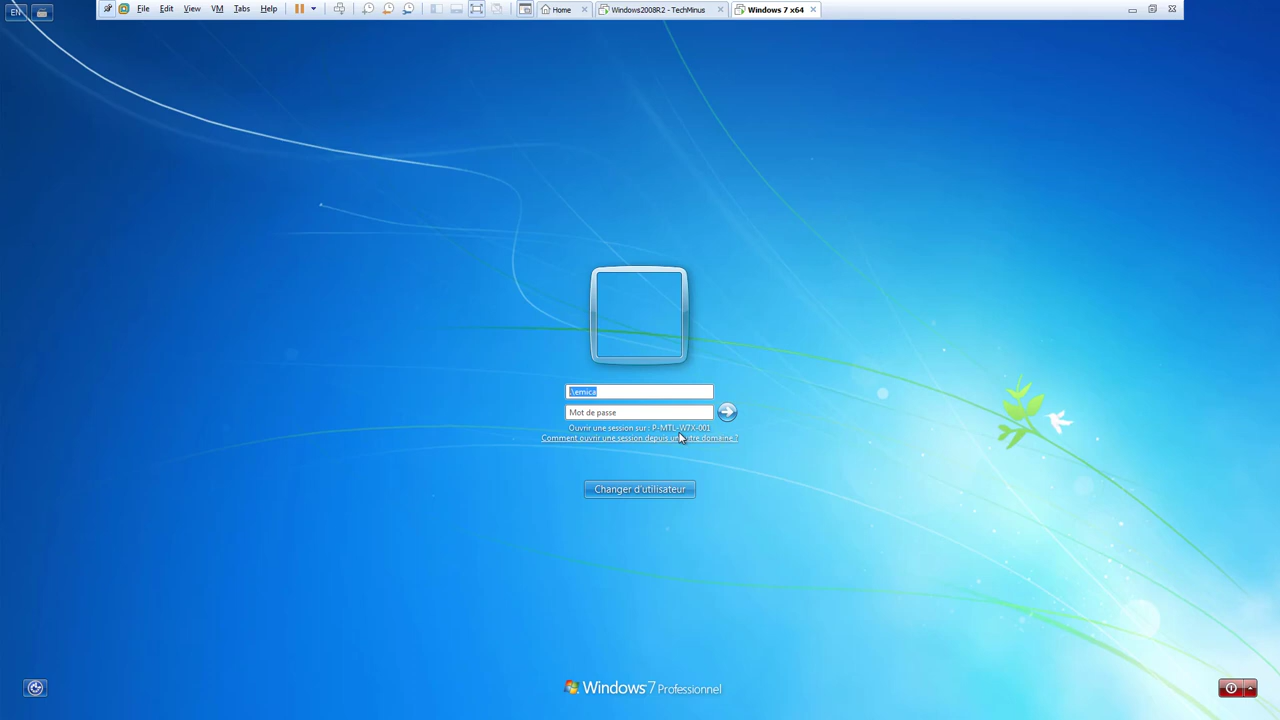 EN
File Edit View VM Tabs Help
Home
Windows2008R2 - TechMinus
Windows 7 x64
.\emica
Mot de passe
Ouvrir une session sur : P-MTL-W7X-001
Comment ouvrir une session depuis un autre domaine ?
Changer d'utilisateur
Windows 7 Professionnel